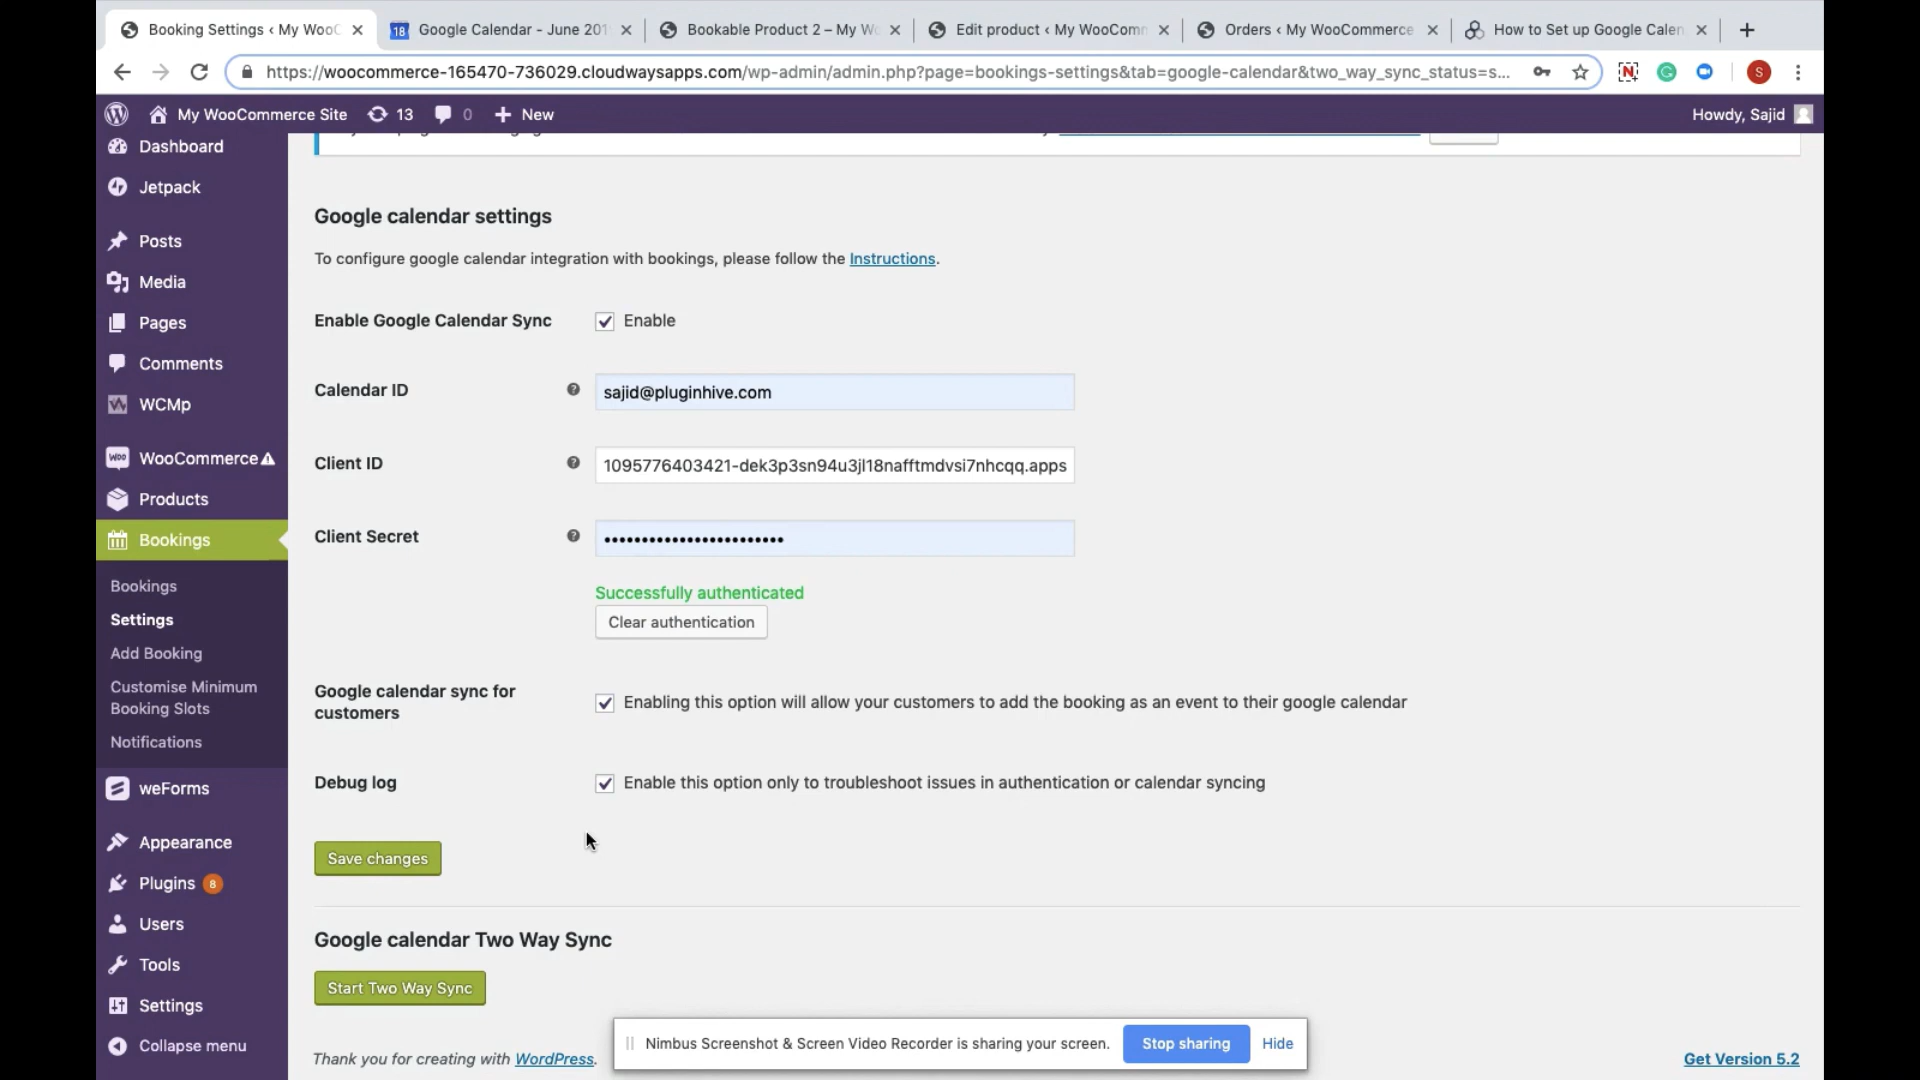 Booking Settings ‹ My WooC
Google Calendar - June 201
Bookable Product 2 – My Wo
Edit product ‹ My WooComm
Orders ‹ My WooCommerce
How to Set up Google Calen
https://woocommerce-165470-736029.cloudwaysapps.com/wp-admin/admin.php?page=bookings-settings&tab=google-calendar&two_way_sync_status=s...
S
My WooCommerce Site
13
0
+ New
Howdy, Sajid
Dashboard
Jetpack
Posts
Media
Pages
Comments
WCMp
WooCommerce
Products
Bookings
Bookings
Settings
Add Booking
Customise Minimum
Booking Slots
Notifications
weForms
Appearance
Plugins 8
Users
Tools
Settings
Collapse menu
Google calendar settings
To configure google calendar integration with bookings, please follow the Instructions.
Enable Google Calendar Sync
Enable
Calendar ID
sajid@pluginhive.com
Client ID
1095776403421-dek3p3sn94u3jl18nafftmdvsi7nhcqq.apps
Client Secret
••••••••••••••••••••••••
Successfully authenticated
Clear authentication
Google calendar sync for
customers
Enabling this option will allow your customers to add the booking as an event to their google calendar
Debug log
Enable this option only to troubleshoot issues in authentication or calendar syncing
Save changes
Google calendar Two Way Sync
Start Two Way Sync
Nimbus Screenshot & Screen Video Recorder is sharing your screen.
Stop sharing
Hide
Thank you for creating with WordPress.
Get Version 5.2